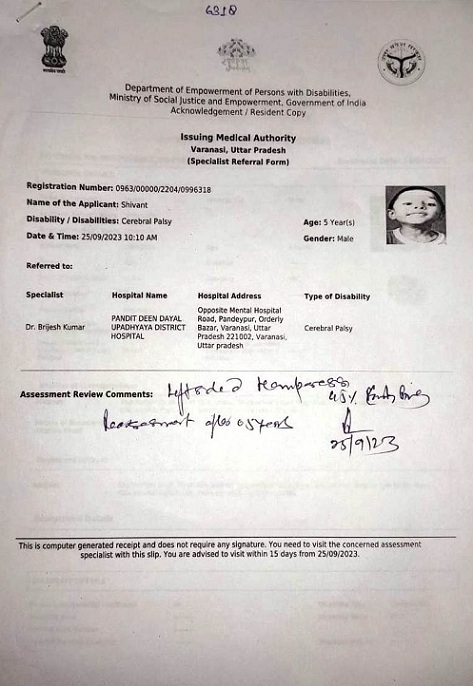 6318
Department of Empowerment of Persons with Disabilities,
Ministry of Social Justice and Empowerment, Government of India
Acknowledgement / Resident Copy
Issuing Medical Authority
Varanasi, Uttar Pradesh
(Specialist Referral Form)
Registration Number: 0963/00000/2204/0996318
Name of the Applicant: Shivant
Disability / Disabilities: Cerebral Palsy
Age: 5 Year(s)
Date & Time: 25/09/2023 10:10 AM
Gender: Male
Referred to:
Specialist Hospital Name Hospital Address Type of Disability
Dr. Brijesh Kumar
PANDIT DEEN DAYAL
UPADHYAYA DISTRICT
HOSPITAL
Opposite Mental Hospital
Road, Pandeypur, Orderly
Bazar, Varanasi, Uttar
Pradesh 221002, Varanasi,
Uttar pradesh
Cerebral Palsy
Assessment Review Comments: Left sided
45%
Reassessment after 05 years
25/9/23
This is computer generated receipt and does not require any signature. You need to visit the concerned assessment
specialist with this slip. You are advised to visit within 15 days from 25/09/2023.